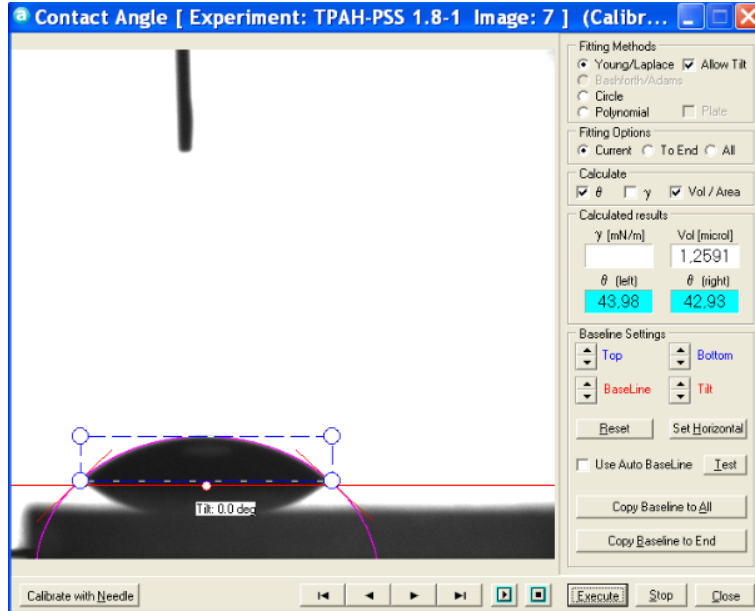 Contact Angle [ Experiment: TPAH-PSS 1.8-1 Image: 7 ] (Calibr...
Fitting Methods
Young/Laplace Allow Tilt
Bashforth/Adams
Circle
Polynomial Plate
Fitting Options
Current To End All
Calculate
θ γ Vol / Area
Calculated results
γ [mN/m] Vol [microl]
1,2591
θ (left) θ (right)
43,98 42,93
Baseline Settings
Top Bottom
BaseLine Tilt
Reset Set Horizontal
Use Auto BaseLine Test
Copy Baseline to All
Copy Baseline to End
Tilt: 0.0 deg
Calibrate with Needle Execute Stop Close